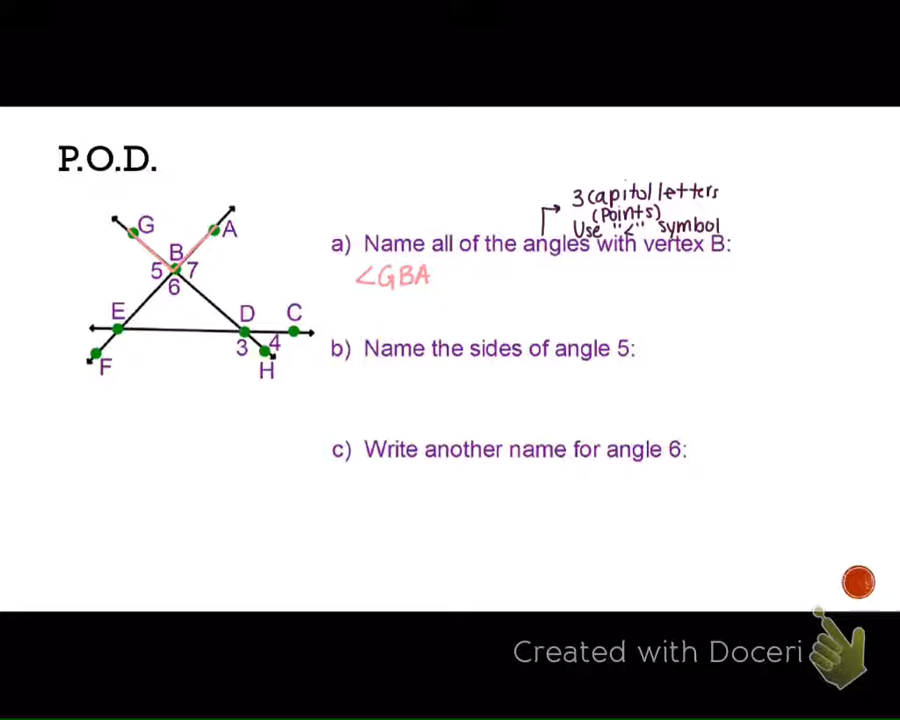 P.O.D.
3 capitol letters
(Points)
Use "<" symbol
a) Name all of the angles with vertex B:
∠GBA
b) Name the sides of angle 5:
c) Write another name for angle 6:
G
A
B
5 7
6
E
D
C
3
4
F
H
Created with Doceri